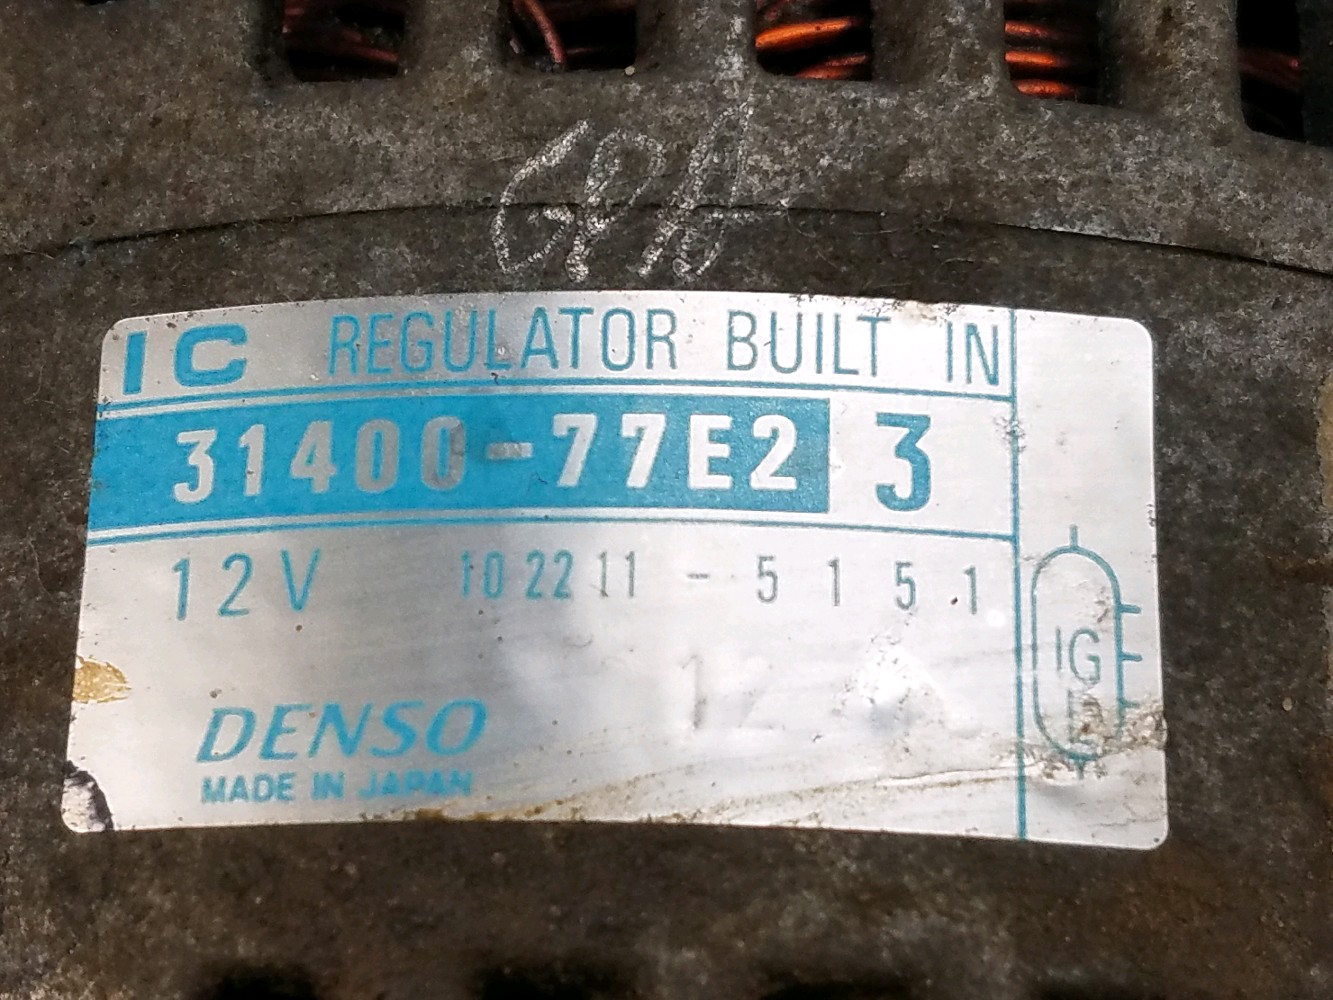 IC REGULATOR BUILT IN
31400-77E2 3
12V 102211-5151
IG
DENSO
MADE IN JAPAN